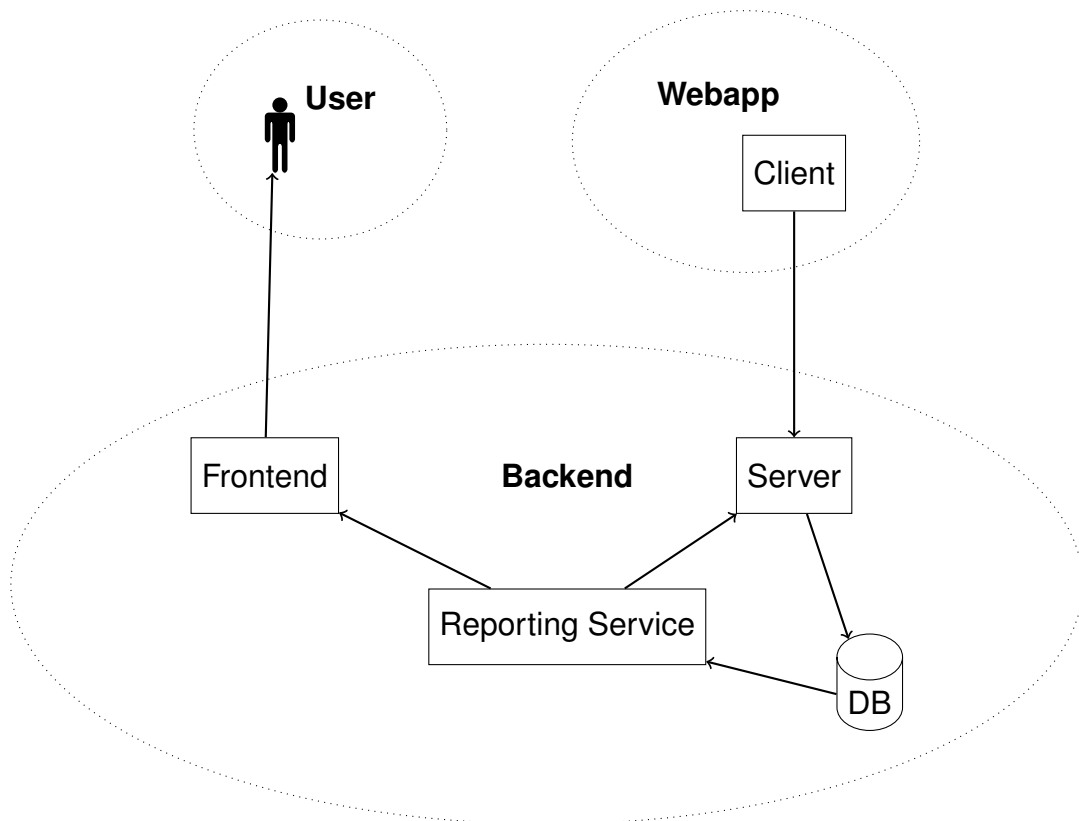 User
Webapp
Client
Frontend
Backend
Server
Reporting Service
DB